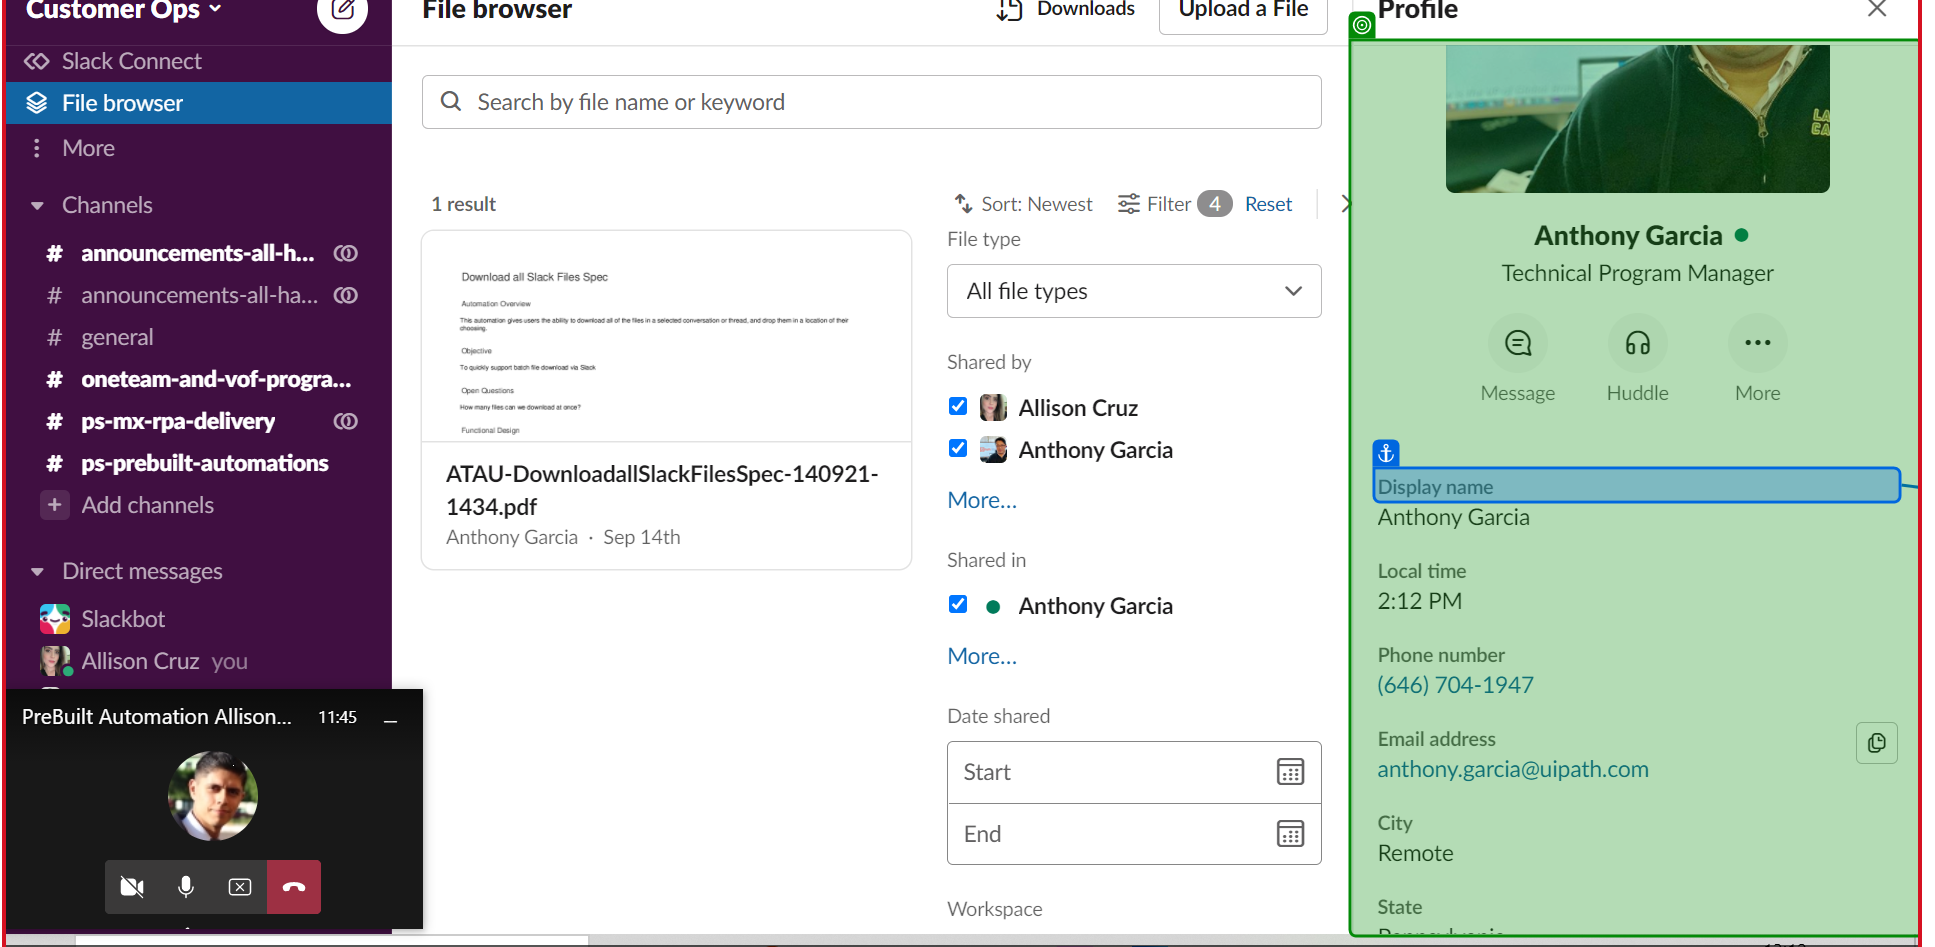 Customer Ops
Slack Connect
File browser
More
Channels
# announcements-all-h...
# announcements-all-ha...
# general
# oneteam-and-vof-progra...
# ps-mx-rpa-delivery
# ps-prebuilt-automations
+ Add channels
Direct messages
Slackbot
Allison Cruz you
PreBuilt Automation Allison... 11:45
File browser
Downloads
Upload a File
Search by file name or keyword
1 result
Sort: Newest
Filter 4
Reset
Download all Slack Files Spec
Automation Overview
This automation gives users the ability to download all of the files in a selected conversation or thread, and drop them in a location of their
choosing.
Objective
To quickly support batch file download via Slack
Open Questions
How many files can we download at once?
Functional Design
ATAU-DownloadallSlackFilesSpec-140921-
1434.pdf
Anthony Garcia · Sep 14th
File type
All file types
Shared by
Allison Cruz
Anthony Garcia
More...
Shared in
Anthony Garcia
More...
Date shared
Start
End
Workspace
Profile
Anthony Garcia
Technical Program Manager
Message
Huddle
More
Display name
Anthony Garcia
Local time
2:12 PM
Phone number
(646) 704-1947
Email address
anthony.garcia@uipath.com
City
Remote
State